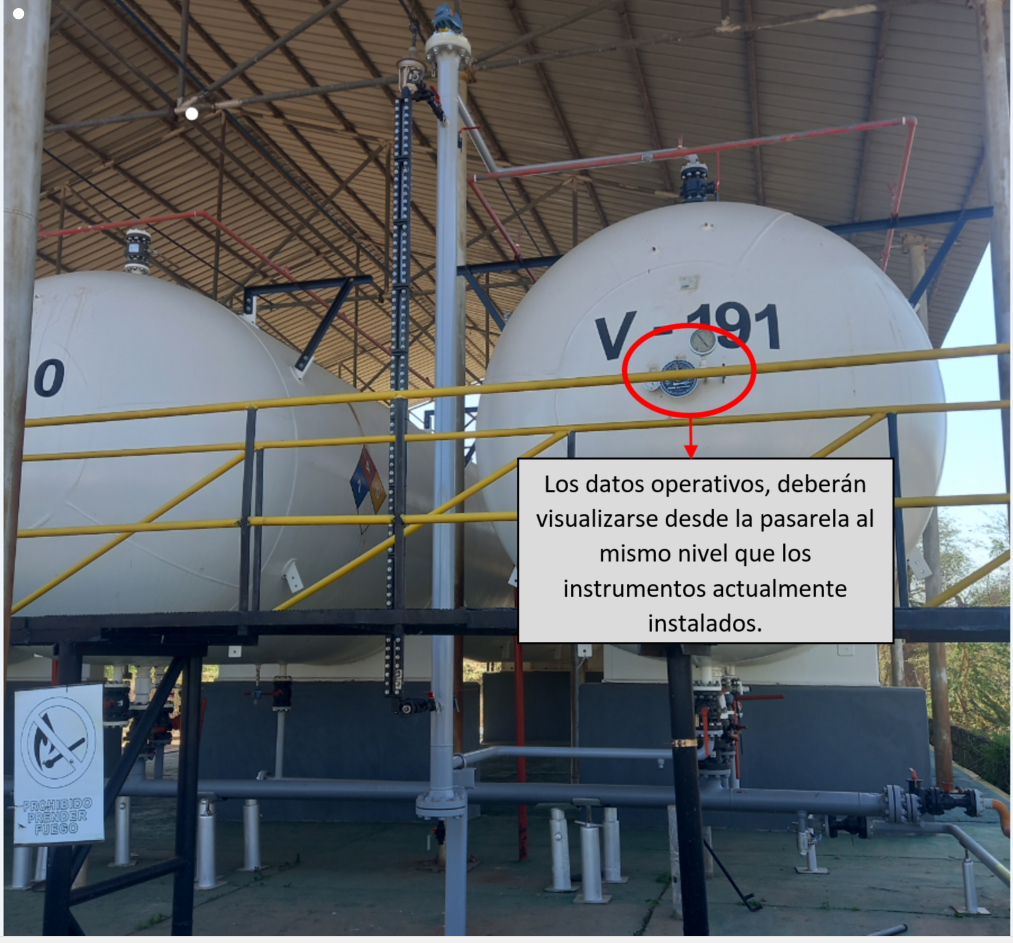 V - 191
0
Los datos operativos, deberán
visualizarse desde la pasarela al
mismo nivel que los
instrumentos actualmente
instalados.
PROHIBIDO
PRENDER
FUEGO